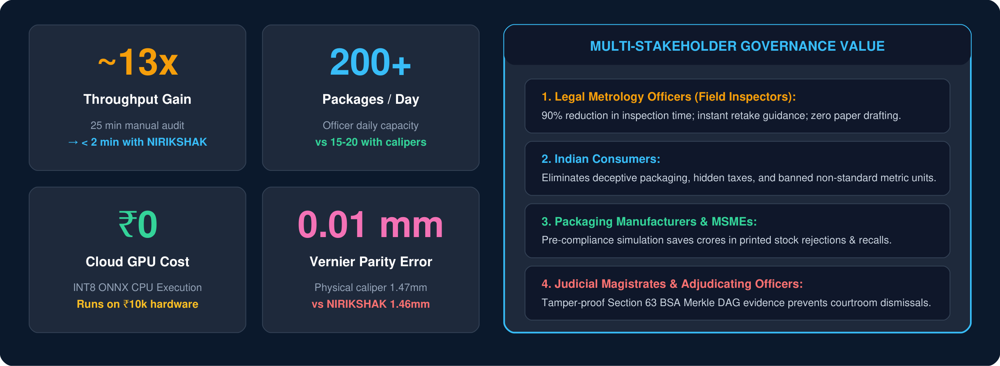 ~13x
Throughput Gain
25 min manual audit
→ < 2 min with NIRIKSHAK
200+
Packages / Day
Officer daily capacity
vs 15-20 with calipers
₹0
Cloud GPU Cost
INT8 ONNX CPU Execution
Runs on ₹10k hardware
0.01 mm
Vernier Parity Error
Physical caliper 1.47mm
vs NIRIKSHAK 1.46mm
MULTI-STAKEHOLDER GOVERNANCE VALUE
1. Legal Metrology Officers (Field Inspectors):
90% reduction in inspection time; instant retake guidance; zero paper drafting.
2. Indian Consumers:
Eliminates deceptive packaging, hidden taxes, and banned non-standard metric units.
3. Packaging Manufacturers & MSMEs:
Pre-compliance simulation saves crores in printed stock rejections & recalls.
4. Judicial Magistrates & Adjudicating Officers:
Tamper-proof Section 63 BSA Merkle DAG evidence prevents courtroom dismissals.